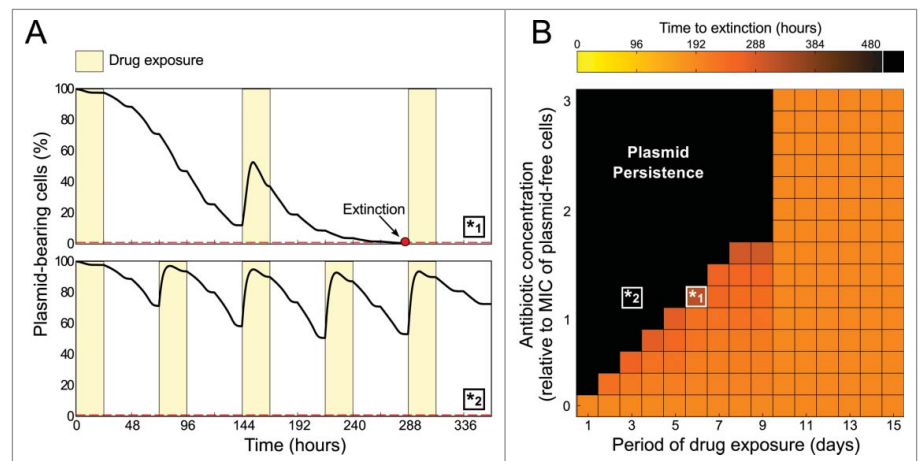 A
Drug exposure
Plasmid-bearing cells (%)
100
80
60
40
20
0
Extinction
*1
100
80
60
40
20
0
*2
0 48 96 144 192 240 288 336
Time (hours)
B
Time to extinction (hours)
0 96 192 288 384 480
Antibiotic concentration
(relative to MIC of plasmid-free cells)
3
2
1
0
Plasmid
Persistence
*2 *1
1 3 5 7 9 11 13 15
Period of drug exposure (days)